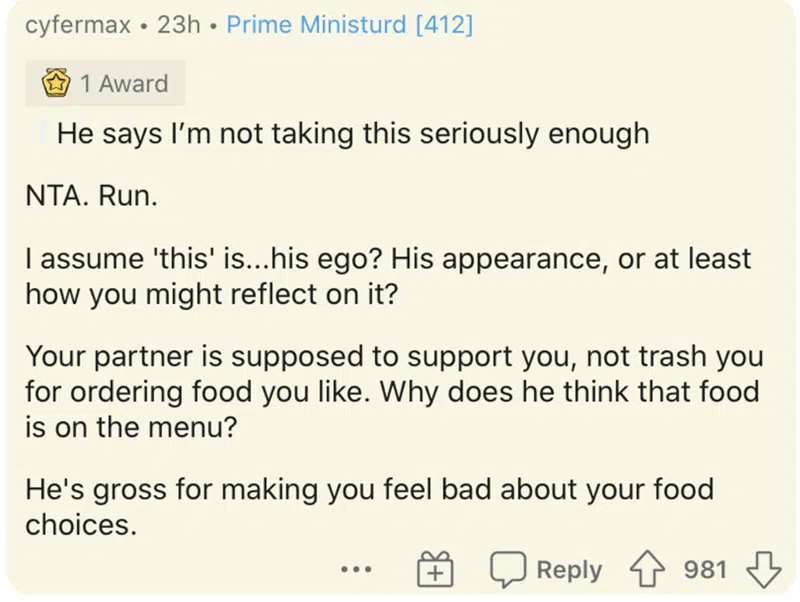 cyfermax • 23h • Prime Ministurd [412]
1 Award
He says I’m not taking this seriously enough
NTA. Run.
I assume 'this' is...his ego? His appearance, or at least
how you might reflect on it?
Your partner is supposed to support you, not trash you
for ordering food you like. Why does he think that food
is on the menu?
He's gross for making you feel bad about your food
choices.
Reply 981